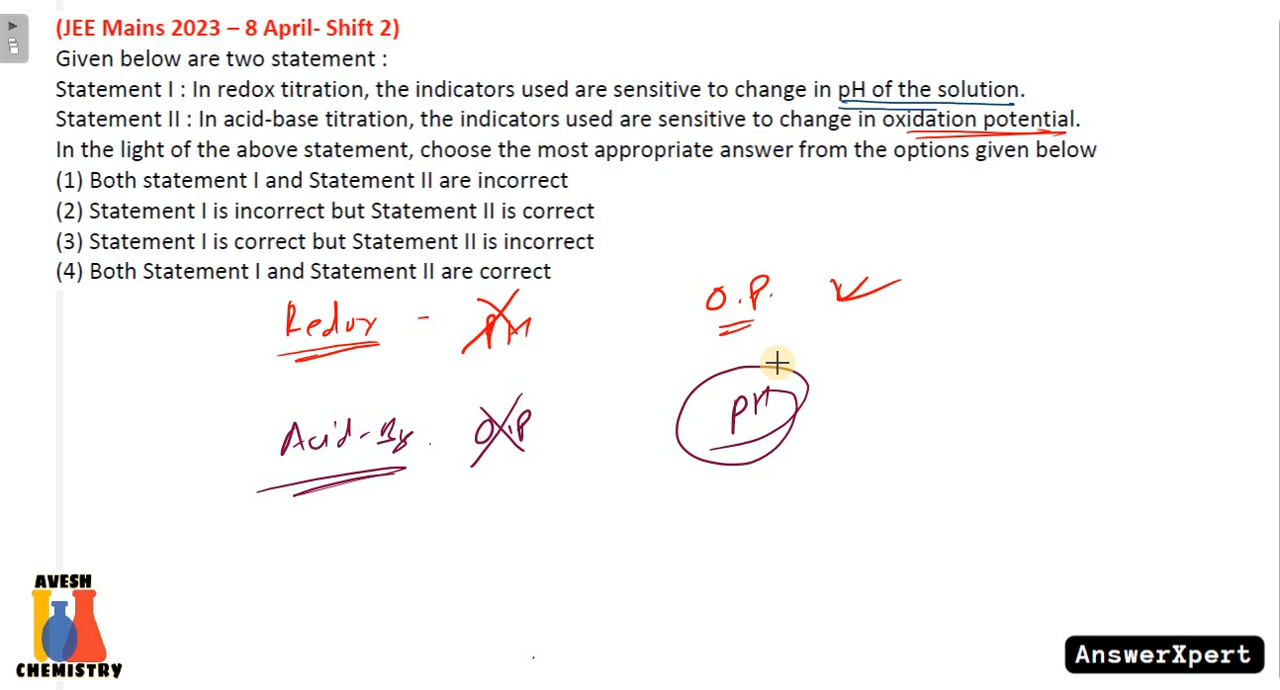 (JEE Mains 2023 – 8 April- Shift 2)
Given below are two statement :
Statement I : In redox titration, the indicators used are sensitive to change in pH of the solution.
Statement II : In acid-base titration, the indicators used are sensitive to change in oxidation potential.
In the light of the above statement, choose the most appropriate answer from the options given below
(1) Both statement I and Statement II are incorrect
(2) Statement I is incorrect but Statement II is correct
(3) Statement I is correct but Statement II is incorrect
(4) Both Statement I and Statement II are correct
Redox - pH O.P.
Acid- O.P pH
AVESH
CHEMISTRY
AnswerXpert